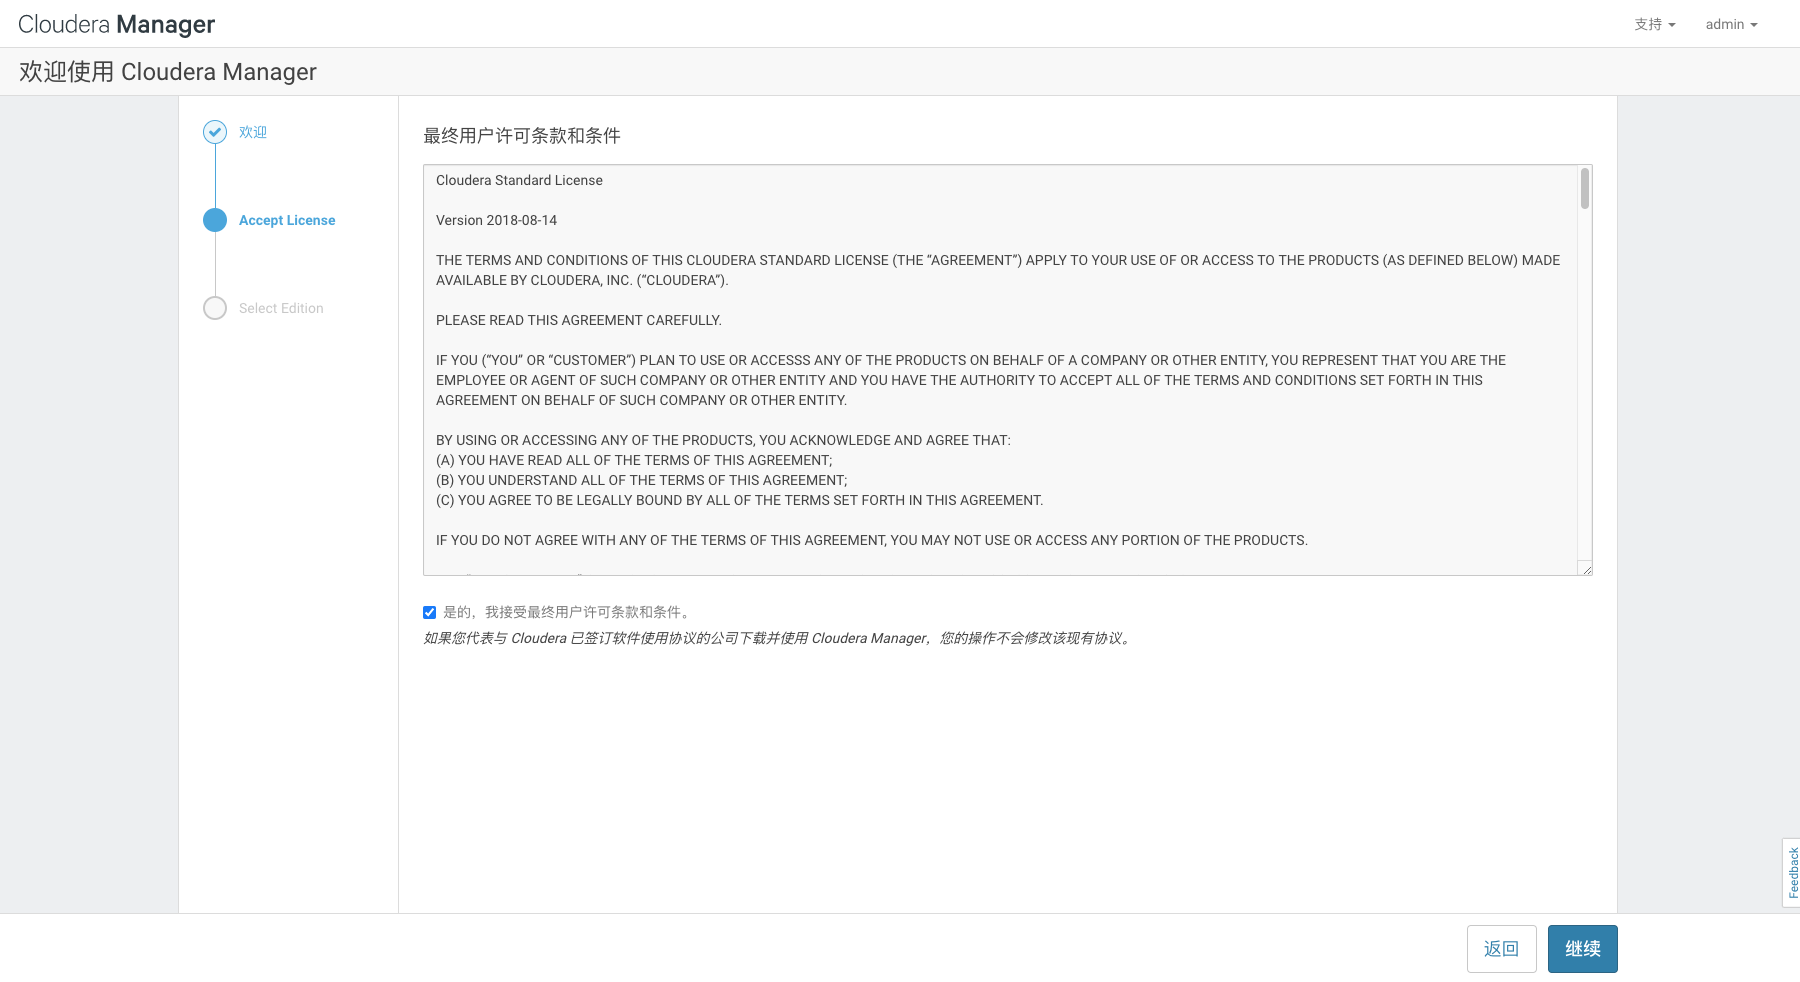 Cloudera Manager
支持
admin
欢迎使用 Cloudera Manager
欢迎
Accept License
Select Edition
最终用户许可条款和条件
Cloudera Standard License
Version 2018-08-14
THE TERMS AND CONDITIONS OF THIS CLOUDERA STANDARD LICENSE (THE “AGREEMENT”) APPLY TO YOUR USE OF OR ACCESS TO THE PRODUCTS (AS DEFINED BELOW) MADE
AVAILABLE BY CLOUDERA, INC. (“CLOUDERA”).
PLEASE READ THIS AGREEMENT CAREFULLY.
IF YOU (“YOU” OR “CUSTOMER”) PLAN TO USE OR ACCESSS ANY OF THE PRODUCTS ON BEHALF OF A COMPANY OR OTHER ENTITY, YOU REPRESENT THAT YOU ARE THE
EMPLOYEE OR AGENT OF SUCH COMPANY OR OTHER ENTITY AND YOU HAVE THE AUTHORITY TO ACCEPT ALL OF THE TERMS AND CONDITIONS SET FORTH IN THIS
AGREEMENT ON BEHALF OF SUCH COMPANY OR OTHER ENTITY.
BY USING OR ACCESSING ANY OF THE PRODUCTS, YOU ACKNOWLEDGE AND AGREE THAT:
(A) YOU HAVE READ ALL OF THE TERMS OF THIS AGREEMENT;
(B) YOU UNDERSTAND ALL OF THE TERMS OF THIS AGREEMENT;
(C) YOU AGREE TO BE LEGALLY BOUND BY ALL OF THE TERMS SET FORTH IN THIS AGREEMENT.
IF YOU DO NOT AGREE WITH ANY OF THE TERMS OF THIS AGREEMENT, YOU MAY NOT USE OR ACCESS ANY PORTION OF THE PRODUCTS.
是的，我接受最终用户许可条款和条件。
如果您代表与 Cloudera 已签订软件使用协议的公司下载并使用 Cloudera Manager，您的操作不会修改该现有协议。
Feedback
返回
继续